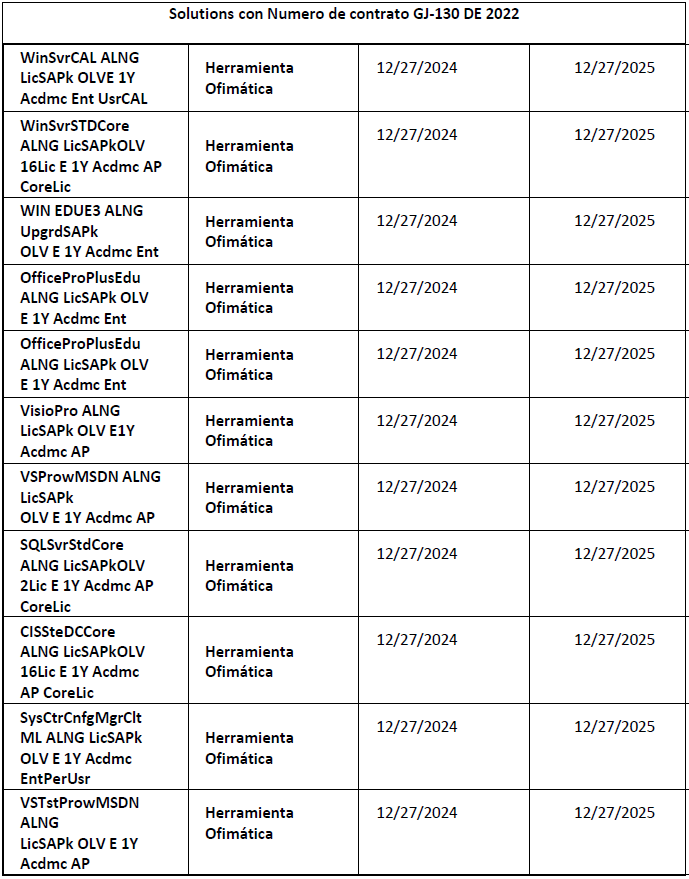 Solutions con Numero de contrato GJ-130 DE 2022
WinSvrCAL ALNG
LicSAPk OLVE 1Y
Acdmc Ent UsrCAL
Herramienta
Ofimática
12/27/2024
12/27/2025
WinSvrSTDCore
ALNG LicSAPkOLV
16Lic E 1Y Acdmc AP
CoreLic
Herramienta
Ofimática
12/27/2024
12/27/2025
WIN EDUE3 ALNG
UpgrdSAPk
OLV E 1Y Acdmc Ent
Herramienta
Ofimática
12/27/2024
12/27/2025
OfficeProPlusEdu
ALNG LicSAPk OLV
E 1Y Acdmc Ent
Herramienta
Ofimática
12/27/2024
12/27/2025
OfficeProPlusEdu
ALNG LicSAPk OLV
E 1Y Acdmc Ent
Herramienta
Ofimática
12/27/2024
12/27/2025
VisioPro ALNG
LicSAPk OLV E1Y
Acdmc AP
Herramienta
Ofimática
12/27/2024
12/27/2025
VSProwMSDN ALNG
LicSAPk
OLV E 1Y Acdmc AP
Herramienta
Ofimática
12/27/2024
12/27/2025
SQLSvrStdCore
ALNG LicSAPkOLV
2Lic E 1Y Acdmc AP
CoreLic
Herramienta
Ofimática
12/27/2024
12/27/2025
CISSteDCCore
ALNG LicSAPkOLV
16Lic E 1Y Acdmc
AP CoreLic
Herramienta
Ofimática
12/27/2024
12/27/2025
SysCtrCnfgMgrClt
ML ALNG LicSAPk
OLV E 1Y Acdmc
EntPerUsr
Herramienta
Ofimática
12/27/2024
12/27/2025
VSTstProwMSDN
ALNG
LicSAPk OLV E 1Y
Acdmc AP
Herramienta
Ofimática
12/27/2024
12/27/2025